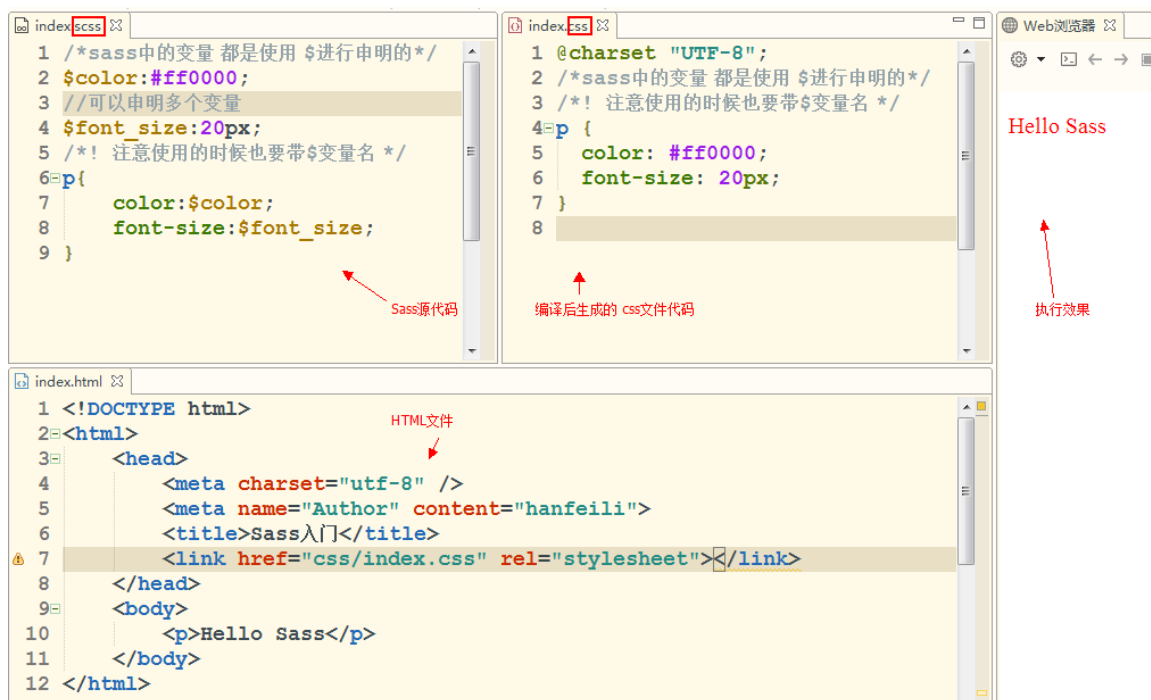 index.scss
1 /*sass中的变量 都是使用 $进行申明的*/
2 $color:#ff0000;
3 //可以申明多个变量
4 $font_size:20px;
5 /*! 注意使用的时候也要带$变量名 */
6 p{
7 color:$color;
8 font-size:$font_size;
9 }
Sass源代码
index.css
1 @charset "UTF-8";
2 /*sass中的变量 都是使用 $进行申明的*/
3 /*! 注意使用的时候也要带$变量名 */
4 p {
5 color: #ff0000;
6 font-size: 20px;
7 }
8
编译后生成的 css文件代码
Web浏览器
Hello Sass
执行效果
index.html
1 <!DOCTYPE html>
HTML文件
2 <html>
3 <head>
4 <meta charset="utf-8" />
5 <meta name="Author" content="hanfeili">
6 <title>Sass入门</title>
7 <link href="css/index.css" rel="stylesheet"></link>
8 </head>
9 <body>
10 <p>Hello Sass</p>
11 </body>
12 </html>